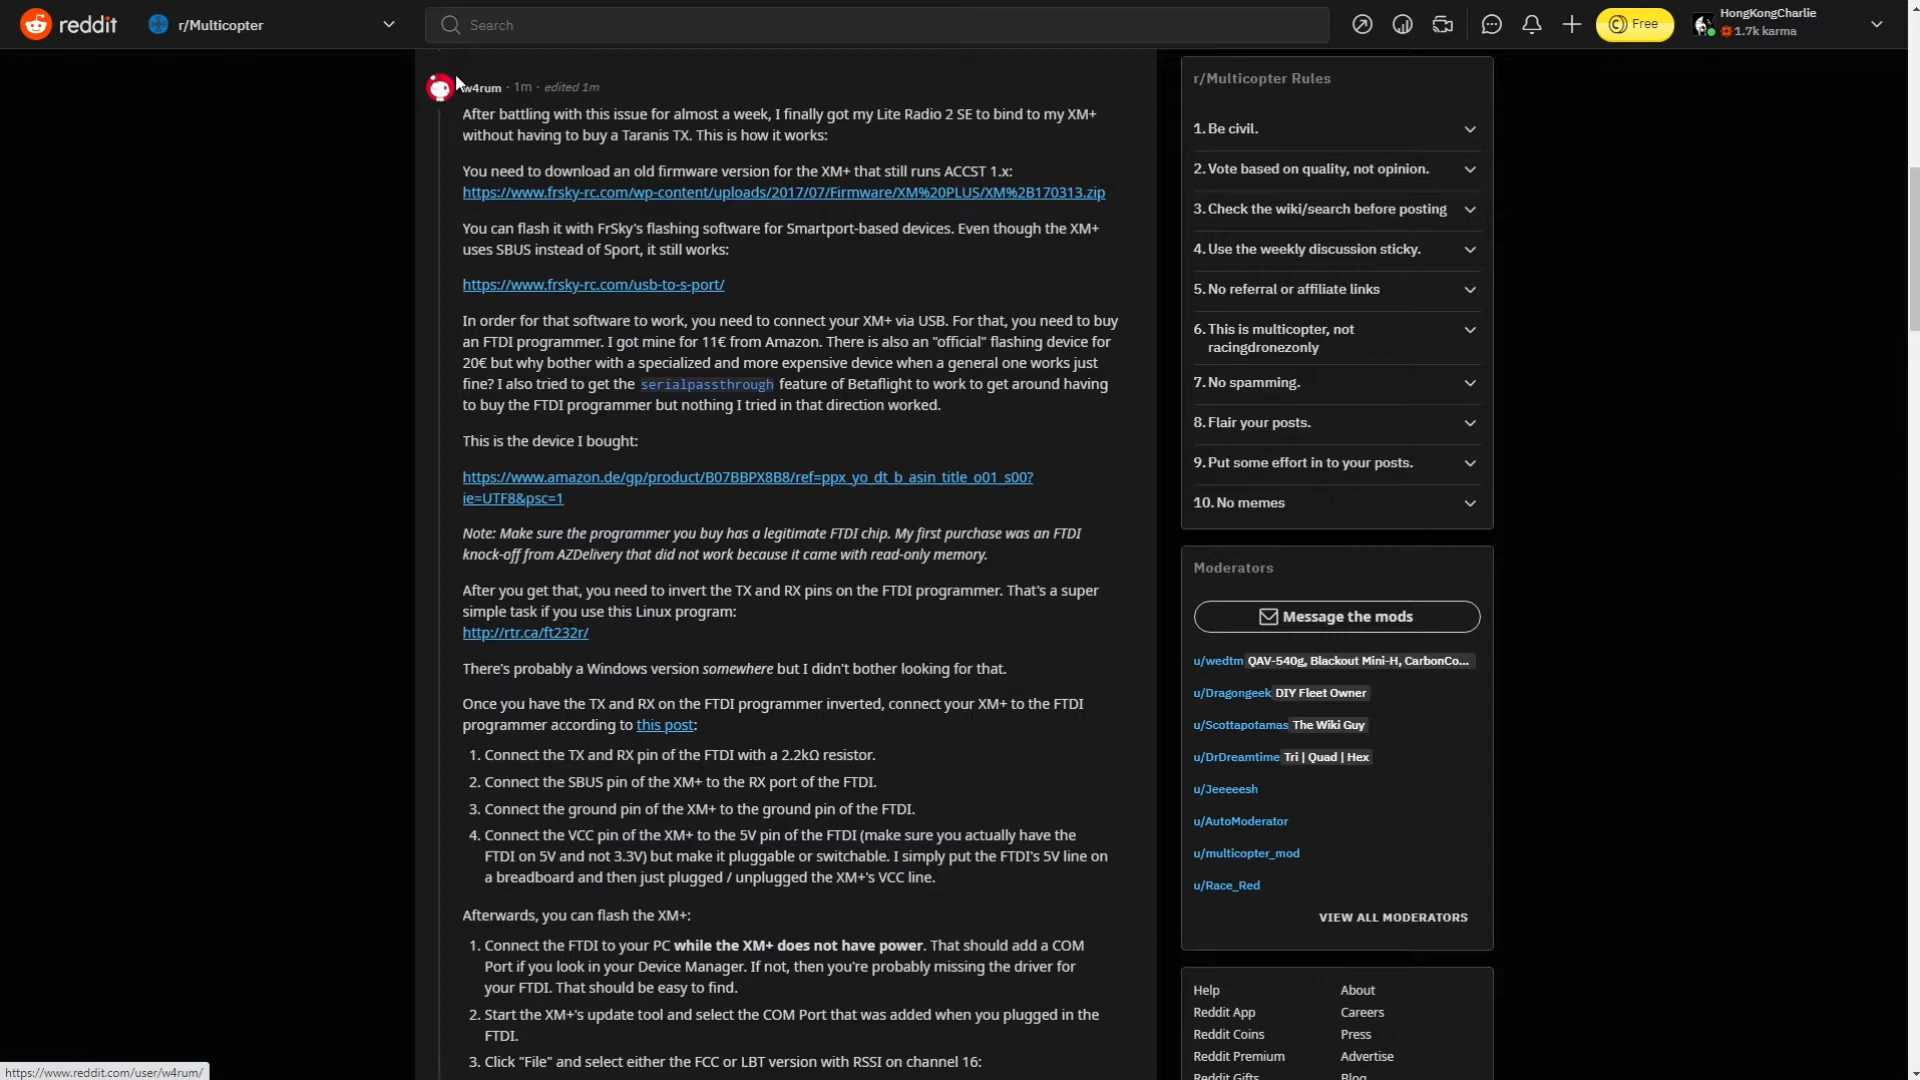 reddit
r/Multicopter
Search
Free
HongKongCharlie
1.7k karma
w4rum · 1m · edited 1m
After battling with this issue for almost a week, I finally got my Lite Radio 2 SE to bind to my XM+
without having to buy a Taranis TX. This is how it works:
You need to download an old firmware version for the XM+ that still runs ACCST 1.x:
https://www.frsky-rc.com/wp-content/uploads/2017/07/Firmware/XM%20PLUS/XM%2B170313.zip
You can flash it with FrSky's flashing software for Smartport-based devices. Even though the XM+
uses SBUS instead of Sport, it still works:
https://www.frsky-rc.com/usb-to-s-port/
In order for that software to work, you need to connect your XM+ via USB. For that, you need to buy
an FTDI programmer. I got mine for 11€ from Amazon. There is also an "official" flashing device for
20€ but why bother with a specialized and more expensive device when a general one works just
fine? I also tried to get the serialpassthrough feature of Betaflight to work to get around having
to buy the FTDI programmer but nothing I tried in that direction worked.
This is the device I bought:
https://www.amazon.de/gp/product/B07BBPX8B8/ref=ppx_yo_dt_b_asin_title_o01_s00?
ie=UTF8&psc=1
Note: Make sure the programmer you buy has a legitimate FTDI chip. My first purchase was an FTDI
knock-off from AZDelivery that did not work because it came with read-only memory.
After you get that, you need to invert the TX and RX pins on the FTDI programmer. That's a super
simple task if you use this Linux program:
http://rtr.ca/ft232r/
There's probably a Windows version somewhere but I didn't bother looking for that.
Once you have the TX and RX on the FTDI programmer inverted, connect your XM+ to the FTDI
programmer according to this post:
1. Connect the TX and RX pin of the FTDI with a 2.2kΩ resistor.
2. Connect the SBUS pin of the XM+ to the RX port of the FTDI.
3. Connect the ground pin of the XM+ to the ground pin of the FTDI.
4. Connect the VCC pin of the XM+ to the 5V pin of the FTDI (make sure you actually have the
FTDI on 5V and not 3.3V) but make it pluggable or switchable. I simply put the FTDI's 5V line on
a breadboard and then just plugged / unplugged the XM+'s VCC line.
Afterwards, you can flash the XM+:
1. Connect the FTDI to your PC while the XM+ does not have power. That should add a COM
Port if you look in your Device Manager. If not, then you're probably missing the driver for
your FTDI. That should be easy to find.
2. Start the XM+'s update tool and select the COM Port that was added when you plugged in the
FTDI.
3. Click "File" and select either the FCC or LBT version with RSSI on channel 16:
r/Multicopter Rules
1. Be civil.
2. Vote based on quality, not opinion.
3. Check the wiki/search before posting
4. Use the weekly discussion sticky.
5. No referral or affiliate links
6. This is multicopter, not
racingdronezonly
7. No spamming.
8. Flair your posts.
9. Put some effort in to your posts.
10. No memes
Moderators
Message the mods
u/wedtm QAV-540g, Blackout Mini-H, CarbonCo...
u/Dragongeek DIY Fleet Owner
u/Scottapotamas The Wiki Guy
u/DrDreamtime Tri | Quad | Hex
u/Jeeeeesh
u/AutoModerator
u/multicopter_mod
u/Race_Red
VIEW ALL MODERATORS
Help About
Reddit App Careers
Reddit Coins Press
Reddit Premium Advertise
Reddit Gifts Blog
https://www.reddit.com/user/w4rum/